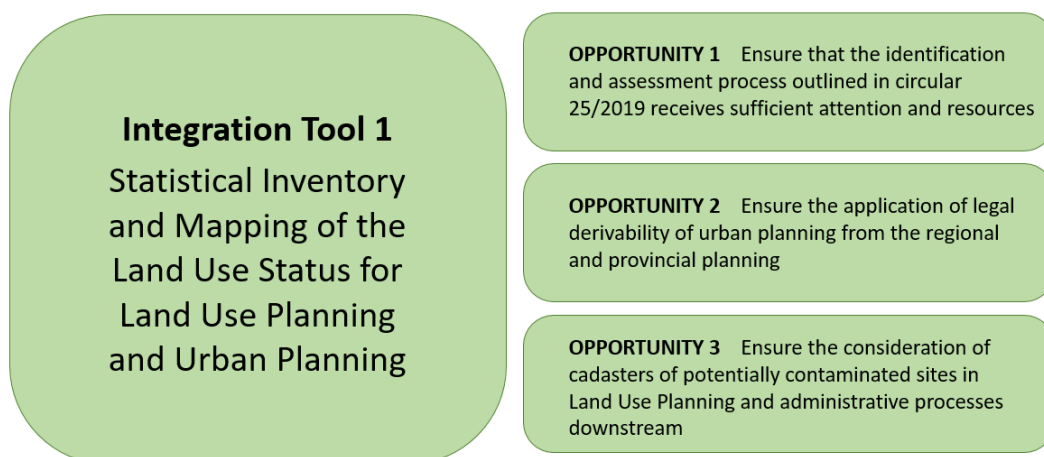 Integration Tool 1
Statistical Inventory
and Mapping of the
Land Use Status for
Land Use Planning
and Urban Planning
OPPORTUNITY 1 Ensure that the identification
and assessment process outlined in circular
25/2019 receives sufficient attention and resources
OPPORTUNITY 2 Ensure the application of legal
derivability of urban planning from the regional
and provincial planning
OPPORTUNITY 3 Ensure the consideration of
cadasters of potentially contaminated sites in
Land Use Planning and administrative processes
downstream